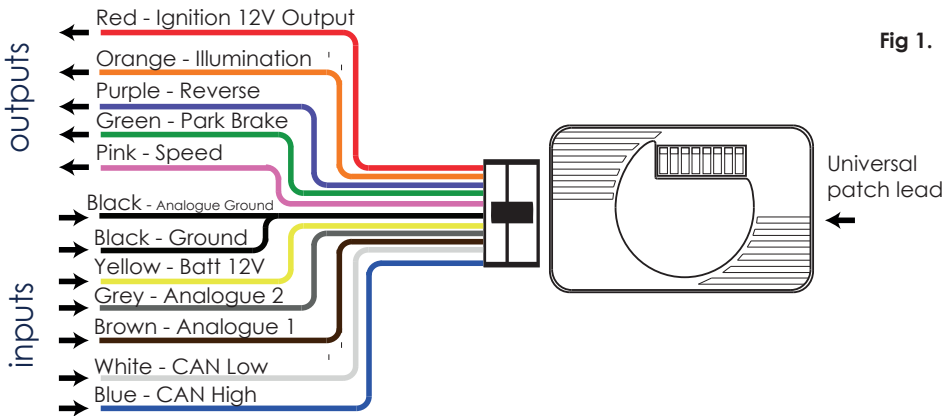 Red - Ignition 12V Output
Fig 1.
Orange - Illumination
Purple - Reverse
Green - Park Brake
Pink - Speed
outputs
Universal
patch lead
Black - Analogue Ground
Black - Ground
Yellow - Batt 12V
Grey - Analogue 2
Brown - Analogue 1
White - CAN Low
Blue - CAN High
inputs